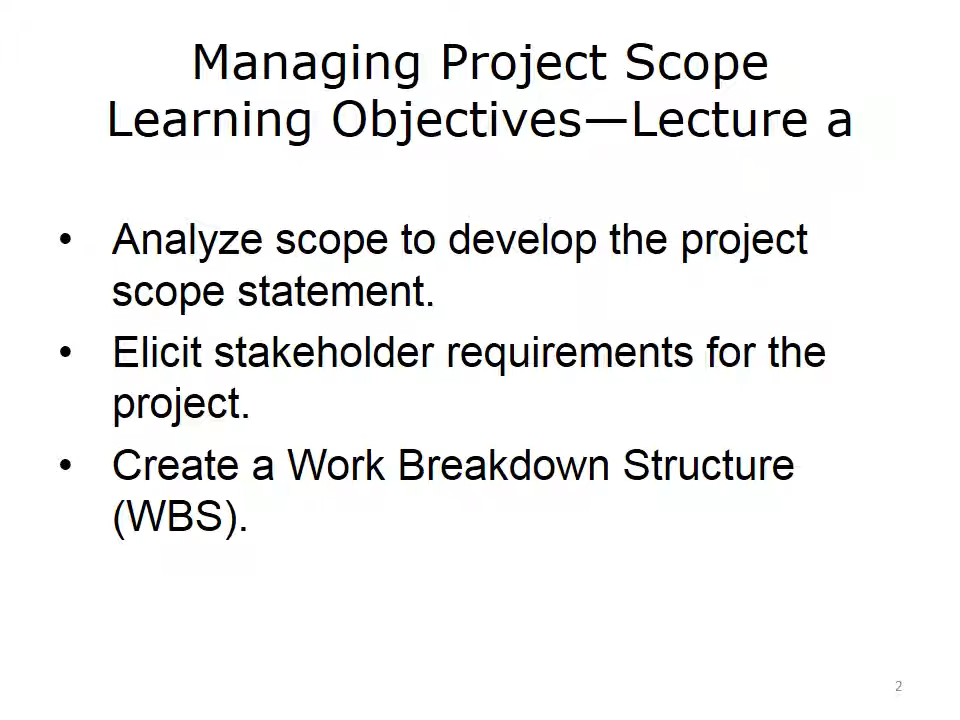 Managing Project Scope
Learning Objectives—Lecture a
• Analyze scope to develop the project
scope statement.
• Elicit stakeholder requirements for the
project.
• Create a Work Breakdown Structure
(WBS).
2